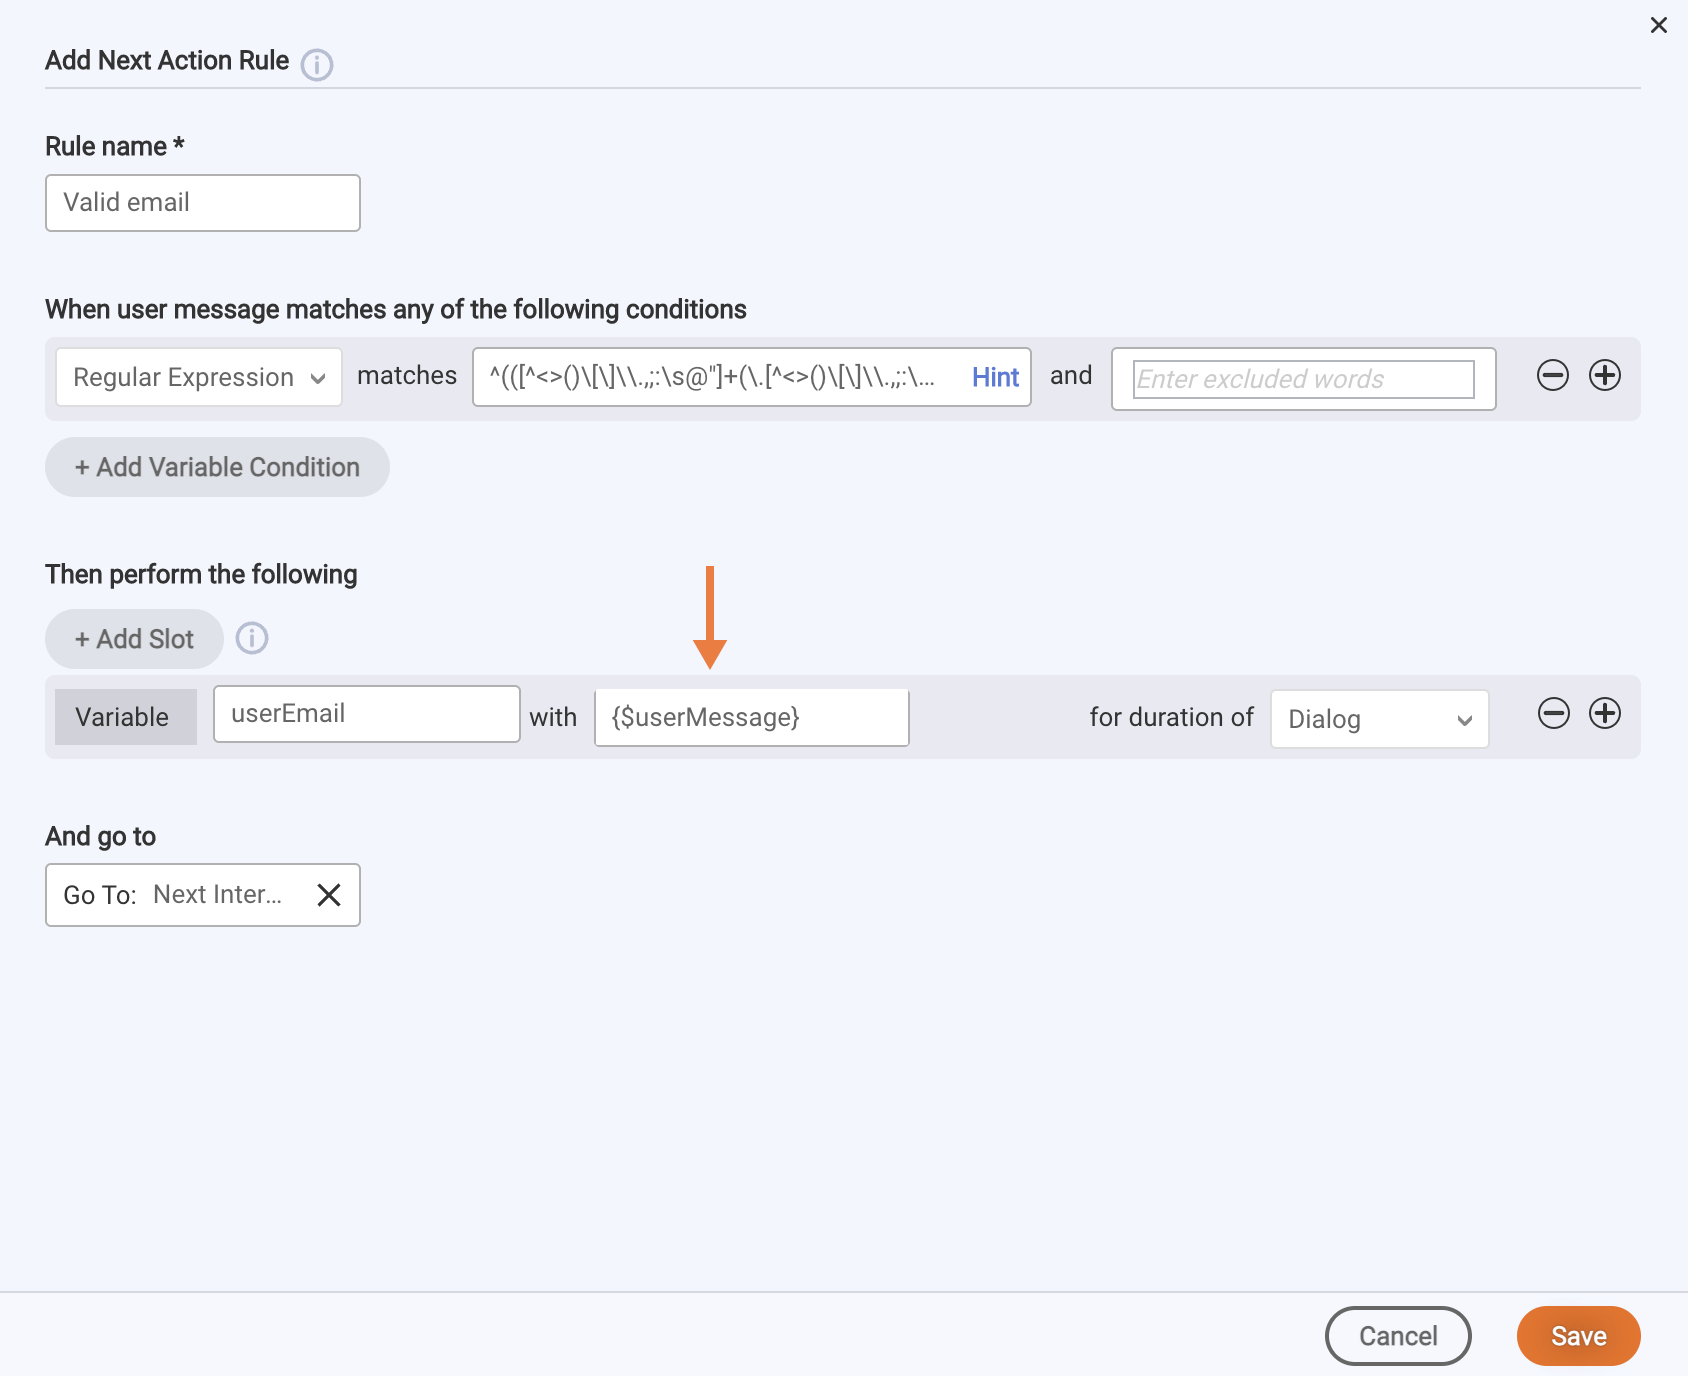 Add Next Action Rule
Rule name *
Valid email
When user message matches any of the following conditions
Regular Expression matches ^(([^<>()\[\]\\.,;:\s@"]+(\.[^<>()\[\]\\.,;:\... Hint and Enter excluded words
+ Add Variable Condition
Then perform the following
+ Add Slot
Variable userEmail with {$userMessage} for duration of Dialog
And go to
Go To: Next Inter...
Cancel Save